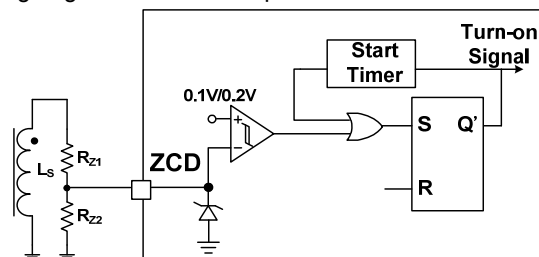 Turn-on
Signal
Start
Timer
0.1V/0.2V
+
-
S
Q'
R
ZCD
LS
RZ1
RZ2